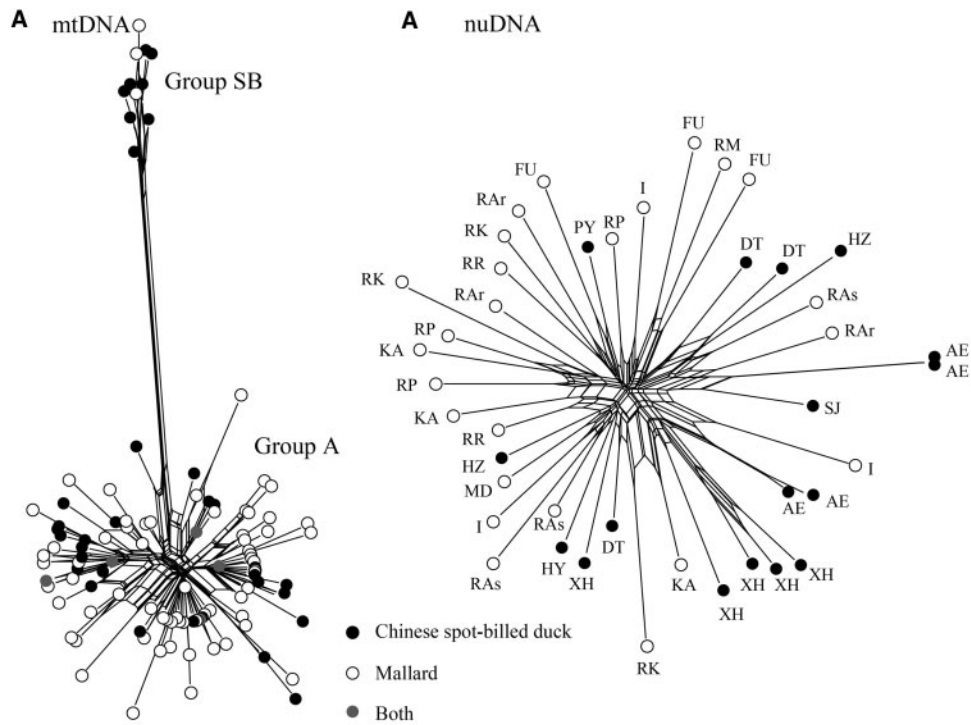 A
mtDNA
Group SB
Group A
Chinese spot-billed duck
Mallard
Both
A
nuDNA
FU
RM
FU
FU
I
RAr
RP
PY
RK
DT
DT
HZ
RR
RK
RAr
RAs
RAr
RP
KA
AE
AE
RP
SJ
KA
RR
HZ
I
MD
AE
AE
I
RAs
DT
HY
XH
RAs
KA
XH
XH
XH
XH
RK